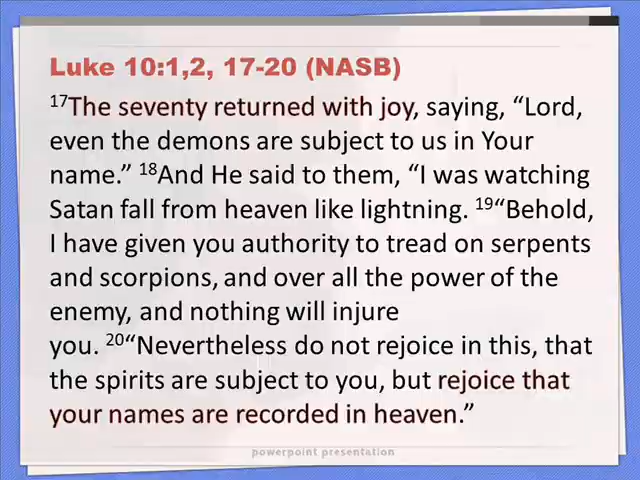 Luke 10:1,2, 17-20 (NASB)
17The seventy returned with joy, saying, “Lord,
even the demons are subject to us in Your
name.” 18And He said to them, “I was watching
Satan fall from heaven like lightning. 19“Behold,
I have given you authority to tread on serpents
and scorpions, and over all the power of the
enemy, and nothing will injure
you. 20“Nevertheless do not rejoice in this, that
the spirits are subject to you, but rejoice that
your names are recorded in heaven.”
powerpoint presentation